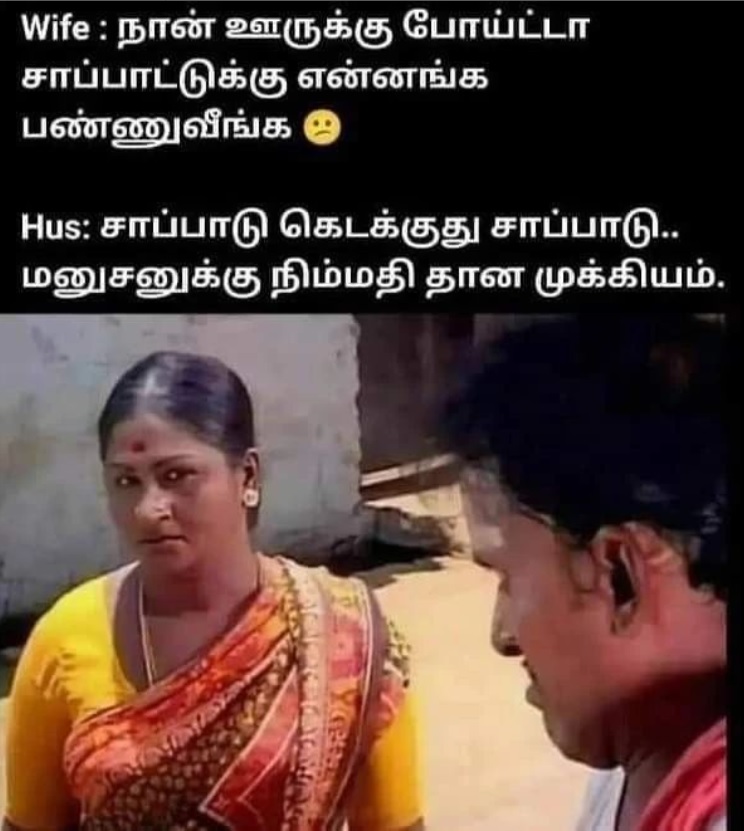 Wife : நான் ஊருக்கு போய்ட்டா
சாப்பாட்டுக்கு என்னங்க
பண்ணுவீங்க 😕
Hus: சாப்பாடு கெடக்குது சாப்பாடு..
மனுசனுக்கு நிம்மதி தான முக்கியம்.